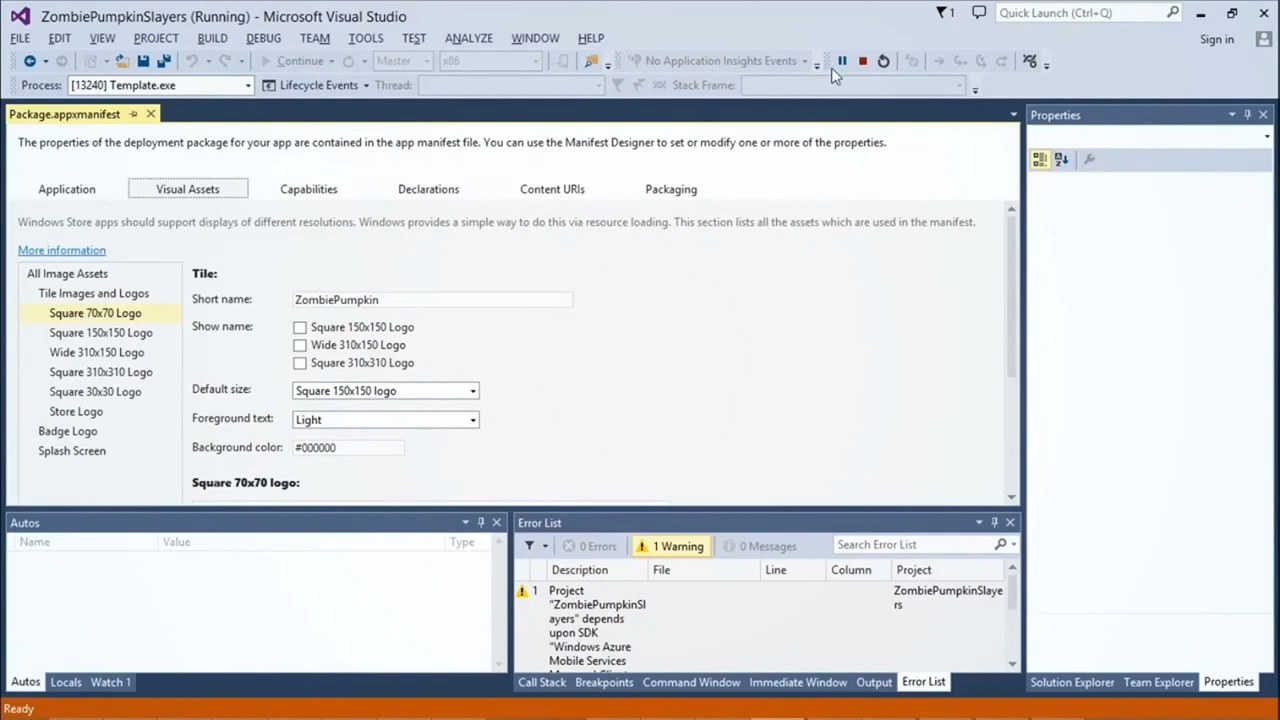 ZombiePumpkinSlayers (Running) - Microsoft Visual Studio
1
Quick Launch (Ctrl+Q)
FILE EDIT VIEW PROJECT BUILD DEBUG TEAM TOOLS TEST ANALYZE WINDOW HELP
Sign in
Continue Master x86 No Application Insights Events
Process: [13240] Template.exe Lifecycle Events Thread: Stack Frame:
Package.appxmanifest
Properties
The properties of the deployment package for your app are contained in the app manifest file. You can use the Manifest Designer to set or modify one or more of the properties.
Application Visual Assets Capabilities Declarations Content URIs Packaging
Windows Store apps should support displays of different resolutions. Windows provides a simple way to do this via resource loading. This section lists all the assets which are used in the manifest.
More information
All Image Assets
Tile Images and Logos
Square 70x70 Logo
Square 150x150 Logo
Wide 310x150 Logo
Square 310x310 Logo
Square 30x30 Logo
Store Logo
Badge Logo
Splash Screen
Tile:
Short name: ZombiePumpkin
Show name: Square 150x150 Logo
Wide 310x150 Logo
Square 310x310 Logo
Default size: Square 150x150 logo
Foreground text: Light
Background color: #000000
Square 70x70 logo:
Autos
Name Value Type
Error List
0 Errors 1 Warning 0 Messages Search Error List
Description File Line Column Project
1 Project
"ZombiePumpkinSl
ayers" depends
upon SDK
"Windows Azure
Mobile Services
ZombiePumpkinSlaye
rs
Autos Locals Watch 1
Call Stack Breakpoints Command Window Immediate Window Output Error List
Solution Explorer Team Explorer Properties
Ready